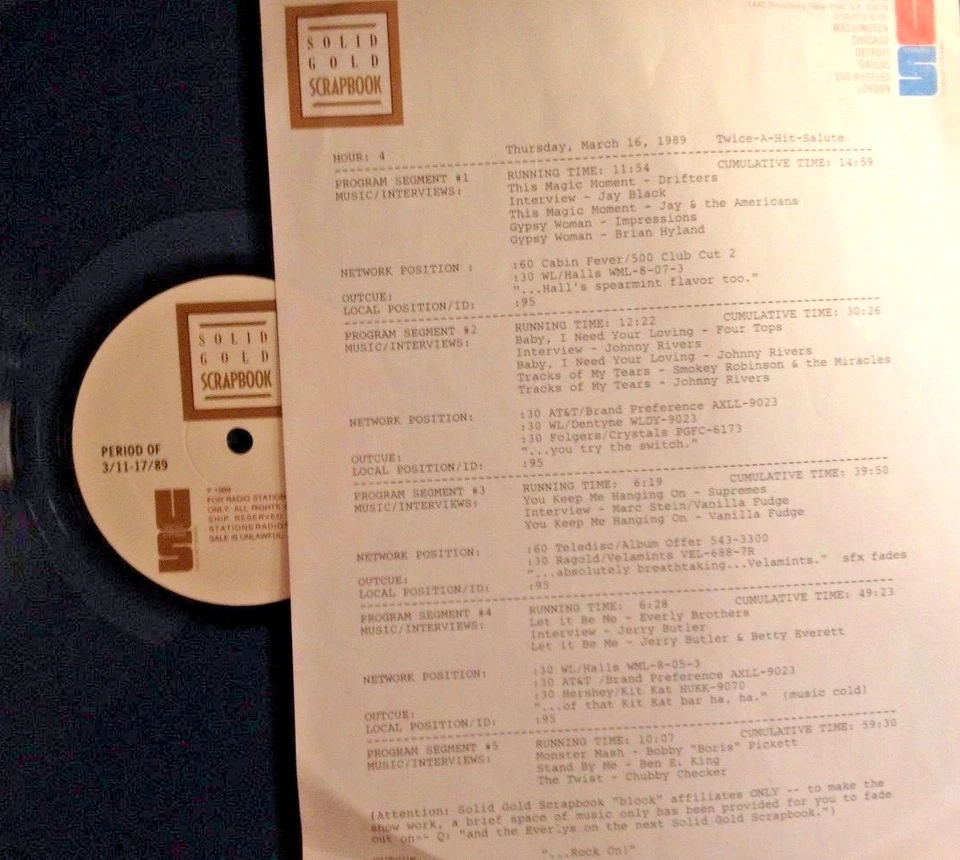 SOLID
GOLD
SCRAPBOOK
PERIOD OF
3/11-17/89
US
℗ 1989
FOR RADIO STATION
ONLY. ALL RIGHTS
SHIP RESERVED
STATIONS RADIO
SALE IS UNLAWFUL
SOLID
GOLD
SCRAPBOOK
WASHINGTON
CHICAGO
DETROIT
DALLAS
LOS ANGELES
LONDON
US
HOUR: 4 Thursday, March 16, 1989 Twice-A-Hit-Salute
PROGRAM SEGMENT #1 RUNNING TIME: 11:54 CUMULATIVE TIME: 14:59
MUSIC/INTERVIEWS: This Magic Moment - Drifters
Interview - Jay Black
This Magic Moment - Jay & the Americans
Gypsy Woman - Impressions
Gypsy Woman - Brian Hyland
NETWORK POSITION : :60 Cabin Fever/500 Club Cut 2
:30 WL/Halls WML-8-07-3
OUTCUE: "...Hall's spearmint flavor too."
LOCAL POSITION/ID: :95
PROGRAM SEGMENT #2 RUNNING TIME: 12:22 CUMULATIVE TIME: 30:26
MUSIC/INTERVIEWS: Baby, I Need Your Loving - Four Tops
Interview - Johnny Rivers
Baby, I Need Your Loving - Johnny Rivers
Tracks of My Tears - Smokey Robinson & the Miracles
Tracks of My Tears - Johnny Rivers
NETWORK POSITION: :30 AT&T/Brand Preference AXLL-9023
:30 WL/Dentyne WLDY-9023
:30 Folgers/Crystals PGFC-6173
OUTCUE: "...you try the switch."
LOCAL POSITION/ID: :95
PROGRAM SEGMENT #3 RUNNING TIME: 6:19 CUMULATIVE TIME: 39:50
MUSIC/INTERVIEWS: You Keep Me Hanging On - Supremes
Interview - Marc Stein/Vanilla Fudge
You Keep Me Hanging On - Vanilla Fudge
NETWORK POSITION: :60 Teledisc/Album Offer 543-3300
:30 Ragold/Velamints VEL-688-7R
OUTCUE: "...absolutely breathtaking...Velamints." sfx fades
LOCAL POSITION/ID: :95
PROGRAM SEGMENT #4 RUNNING TIME: 6:28 CUMULATIVE TIME: 49:23
MUSIC/INTERVIEWS: Let it Be Me - Everly Brothers
Interview - Jerry Butler
Let it Be Me - Jerry Butler & Betty Everett
NETWORK POSITION: :30 WL/Halls WML-8-05-3
:30 AT&T /Brand Preference AXLL-9023
:30 Hershey/Kit Kat HUKK-9070
OUTCUE: "...of that Kit Kat bar ha, ha." (music cold)
LOCAL POSITION/ID: :95
PROGRAM SEGMENT #5 RUNNING TIME: 10:07 CUMULATIVE TIME: 59:30
MUSIC/INTERVIEWS: Monster Mash - Bobby "Boris" Pickett
Stand By Me - Ben E. King
The Twist - Chubby Checker
(Attention: Solid Gold Scrapbook "block" affiliates ONLY -- to make the
show work, a brief space of music only has been provided for you to fade
out on-- Q: "and the Everlys on the next Solid Gold Scrapbook.")
"...Rock On!"